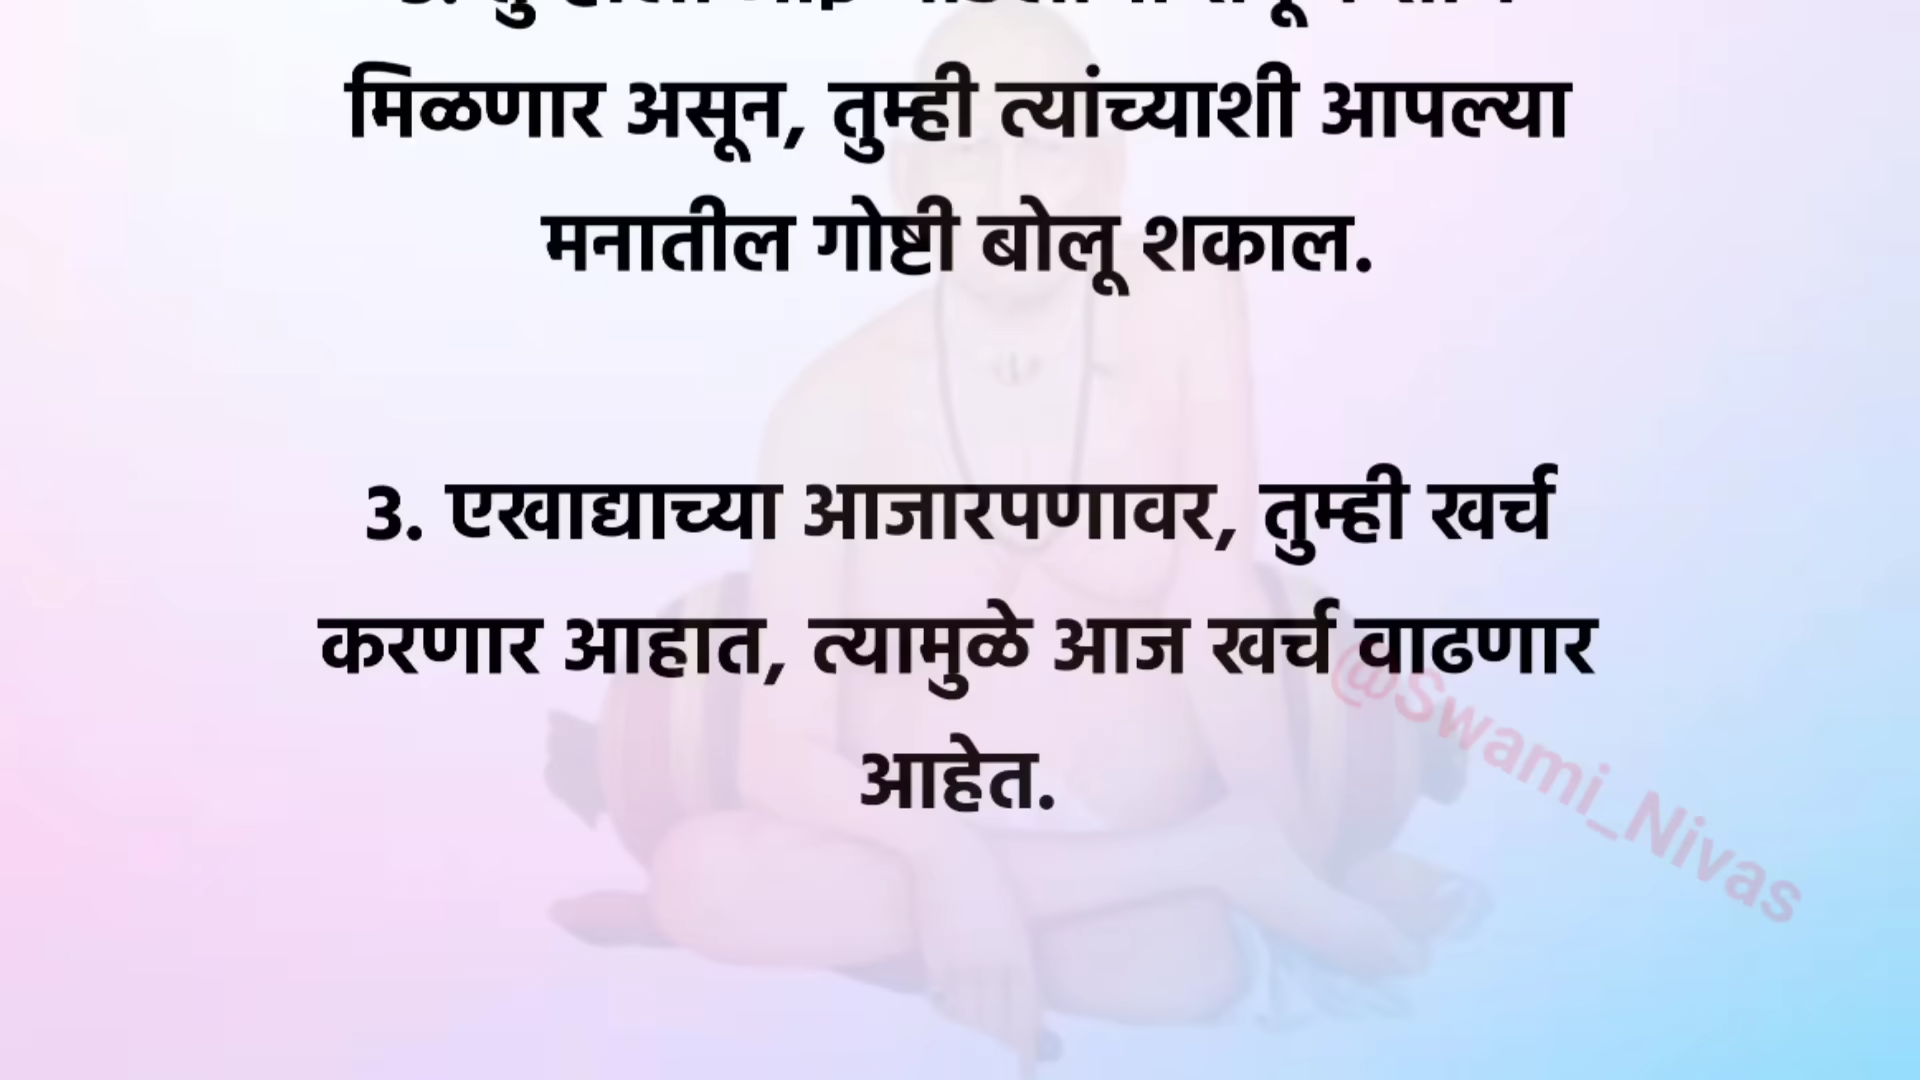 मिळणार असून, तुम्ही त्यांच्याशी आपल्या
मनातील गोष्टी बोलू शकाल.
3. एखाद्याच्या आजारपणावर, तुम्ही खर्च
करणार आहात, त्यामुळे आज खर्च वाढणार
आहेत.
@Swami_Nivas